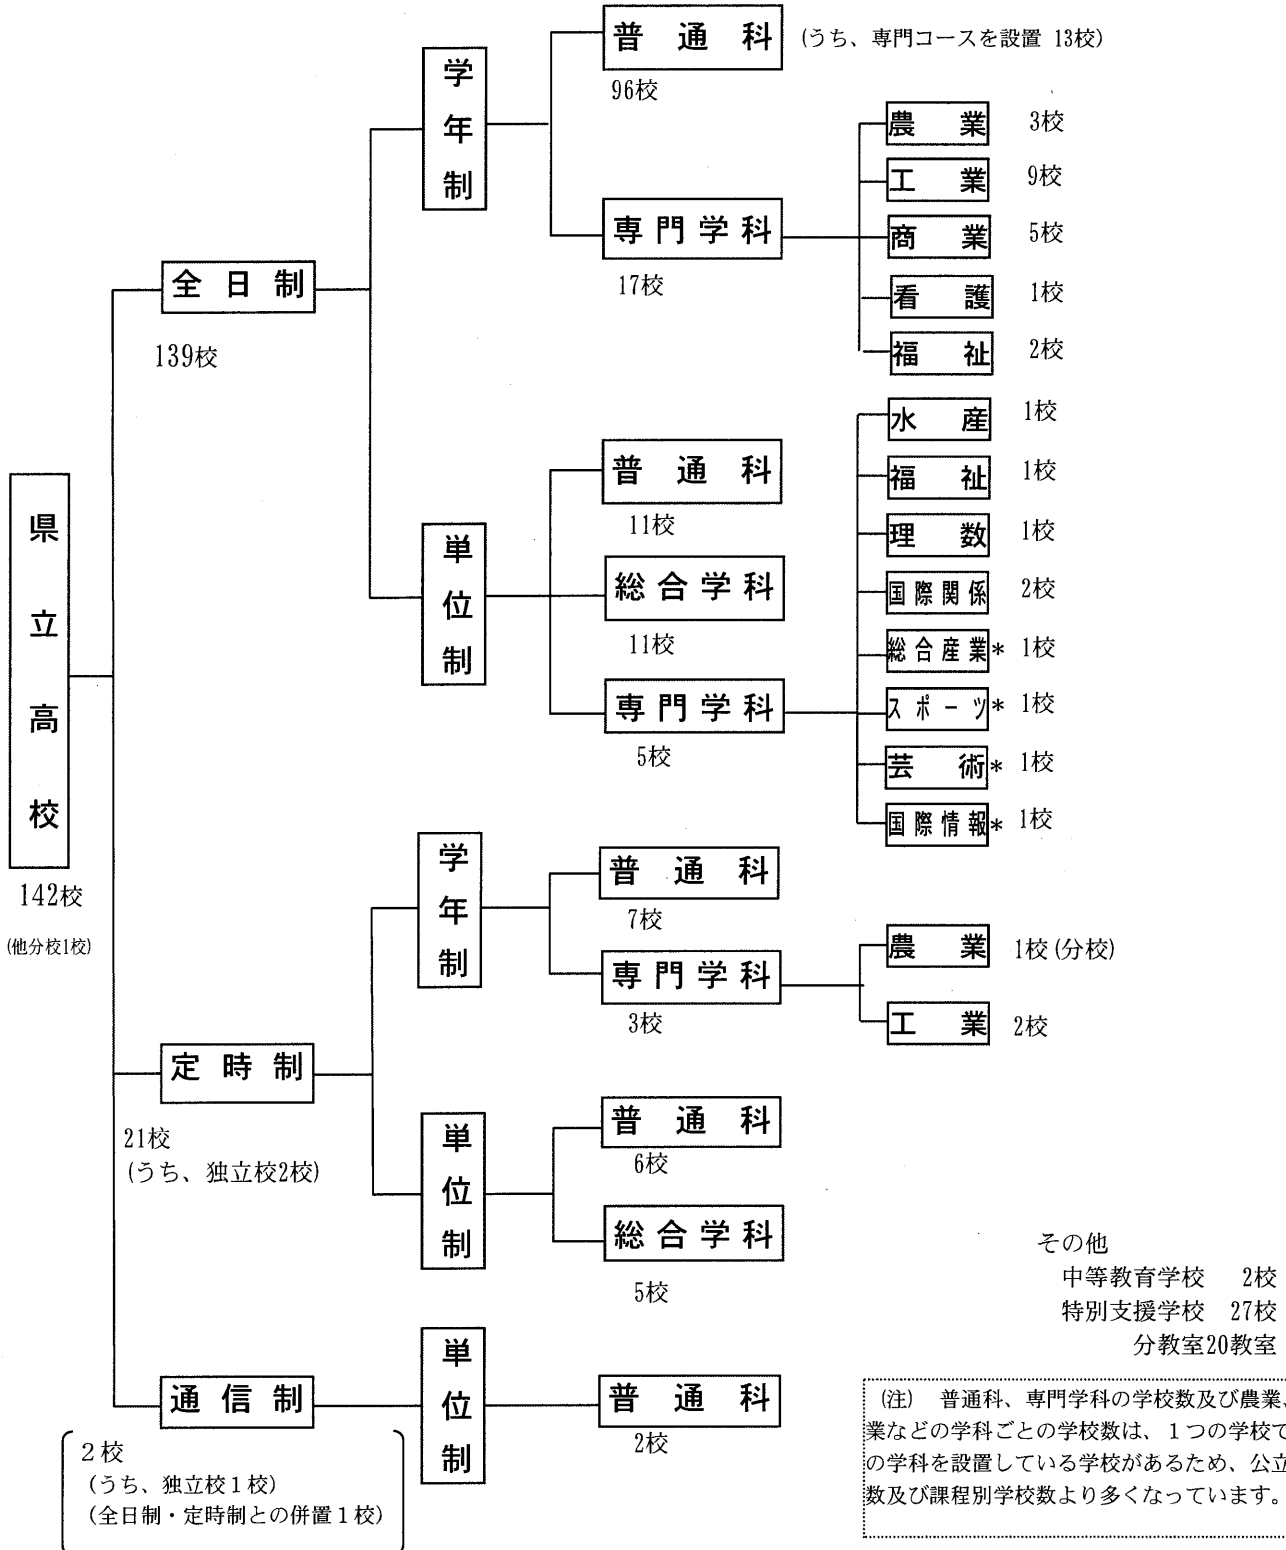 県立高校
142校
(他分校1校)
全日制
139校
学年制
普通科 (うち、専門コースを設置 13校)
96校
専門学科
17校
農業 3校
工業 9校
商業 5校
看護 1校
福祉 2校
単位制
普通科
11校
総合学科
11校
専門学科
5校
水産 1校
福祉 1校
理数 1校
国際関係 2校
総合産業* 1校
スポーツ* 1校
芸術* 1校
国際情報* 1校
定時制
21校
(うち、独立校2校)
学年制
普通科
7校
専門学科
3校
農業 1校(分校)
工業 2校
単位制
普通科
6校
総合学科
5校
通信制
2校
(うち、独立校1校)
(全日制・定時制との併置1校)
単位制
普通科
2校
その他
中等教育学校 2校
特別支援学校 27校
分教室20教室
(注) 普通科、専門学科の学校数及び農業、
業などの学科ごとの学校数は、1つの学校で
の学科を設置している学校があるため、公立
数及び課程別学校数より多くなっています。